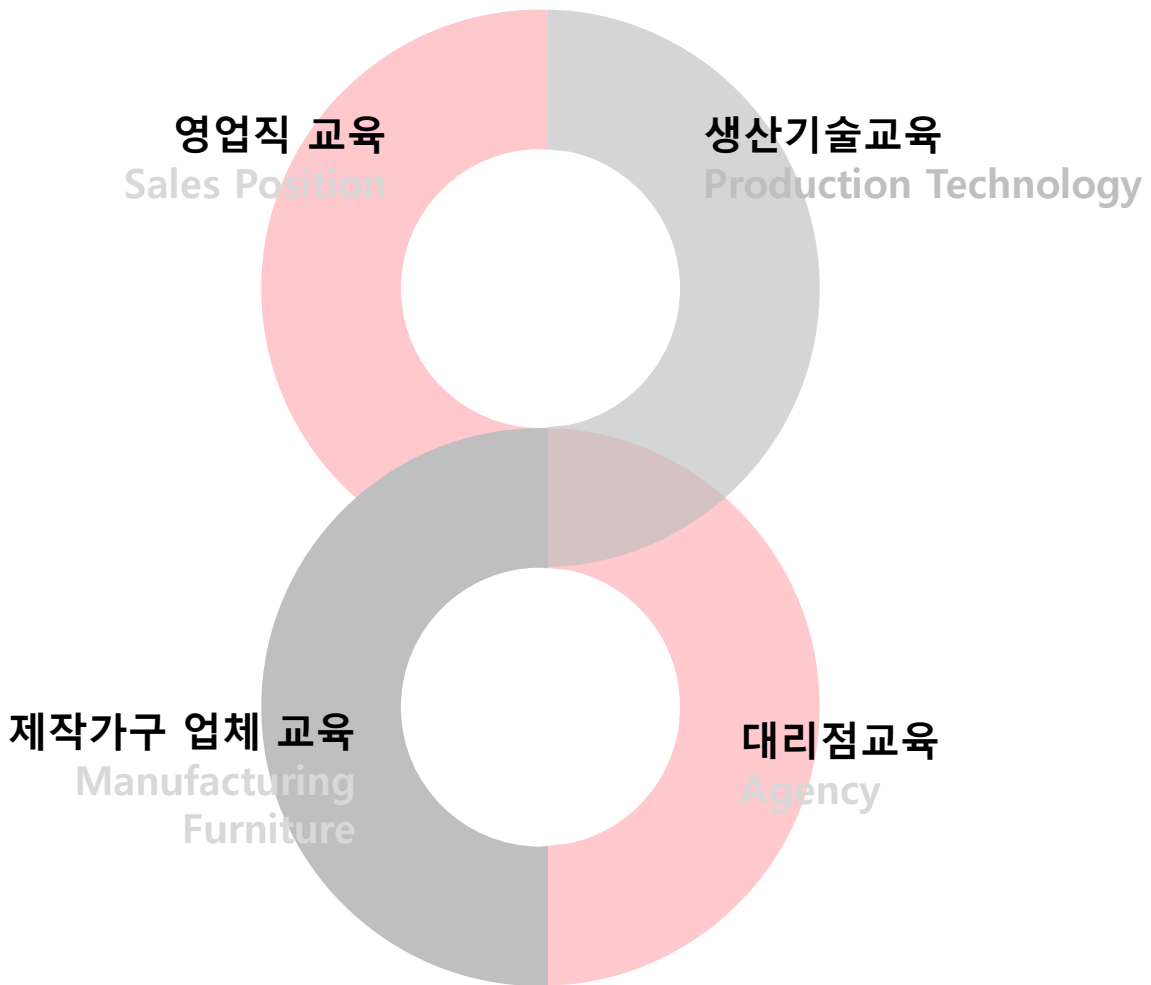 영업직 교육
Sales Position
생산기술교육
Production Technology
제작가구 업체 교육
Manufacturing
Furniture
대리점교육
Agency